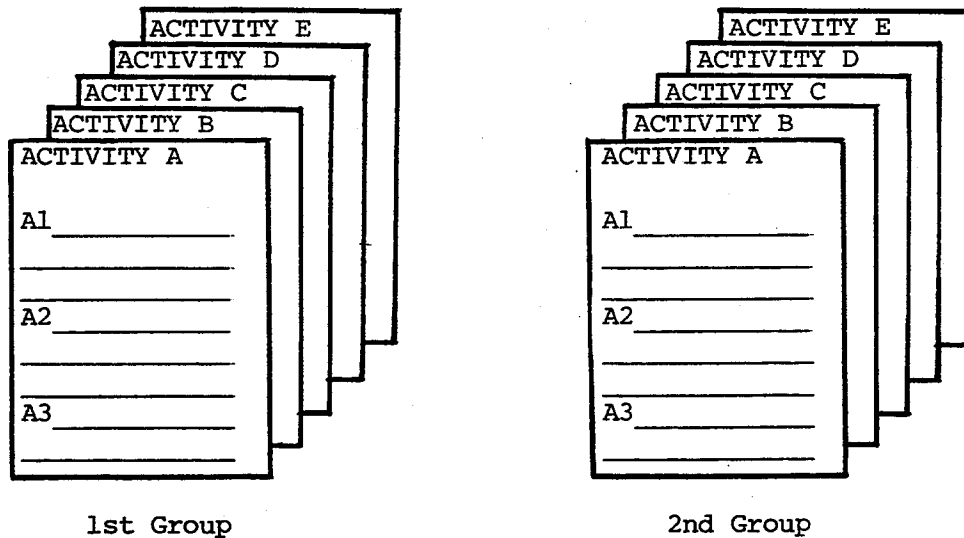 ACTIVITY E
ACTIVITY D
ACTIVITY C
ACTIVITY B
ACTIVITY A
A1
A2
A3
1st Group
ACTIVITY E
ACTIVITY D
ACTIVITY C
ACTIVITY B
ACTIVITY A
A1
A2
A3
2nd Group